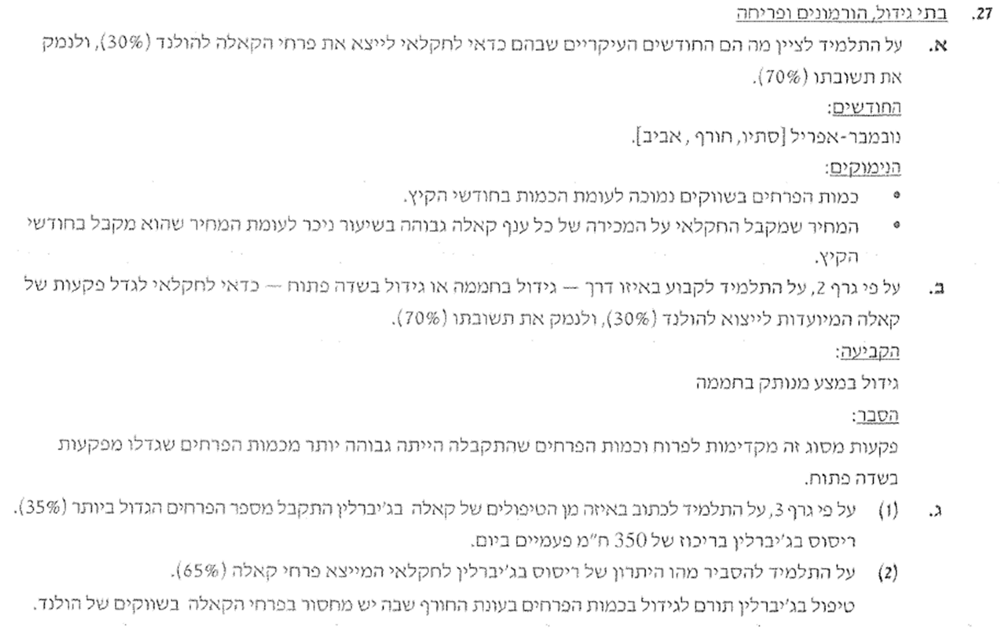 27. בתי גידול, הורמונים ופריחה
א. על התלמיד לציין מה הם החודשים העיקריים שבהם כדאי לחקלאי לייצא את פרחי הקאלה להולנד (30%), ולנמק
את תשובתו (70%).
החודשים:
נובמבר-אפריל [סתיו, חורף, אביב].
הנימוקים:
• כמות הפרחים בשווקים נמוכה לעומת הכמות בחודשי הקיץ.
• המחיר שמקבל החקלאי על המכירה של כל ענף קאלה גבוהה בשיעור ניכר לעומת המחיר שהוא מקבל בחודשי
הקיץ.
ב. על פי גרף 2, על התלמיד לקבוע באיזו דרך — גידול בחממה או גידול בשדה פתוח — כדאי לחקלאי לגדל פקעות של
קאלה המיועדות לייצוא להולנד (30%), ולנמק את תשובתו (70%).
הקביעה:
גידול במצע מנותק בחממה
הסבר:
פקעות מסוג זה מקדימות לפרוח וכמות הפרחים שהתקבלה הייתה גבוהה יותר מכמות הפרחים שגדלו מפקעות
בשדה פתוח.
ג. (1) על פי גרף 3, על התלמיד לכתוב באיזה מן הטיפולים של קאלה בג'יברלין התקבל מספר הפרחים הגדול ביותר (35%).
ריסוס בג'יברלין בריכוז של 350 ח"מ פעמיים ביום.
(2) על התלמיד להסביר מהו היתרון של ריסוס בג'יברלין לחקלאי המייצא פרחי קאלה (65%).
טיפול בג'יברלין תורם לגידול בכמות הפרחים בעונת החורף שבה יש מחסור בפרחי הקאלה בשווקים של הולנד.